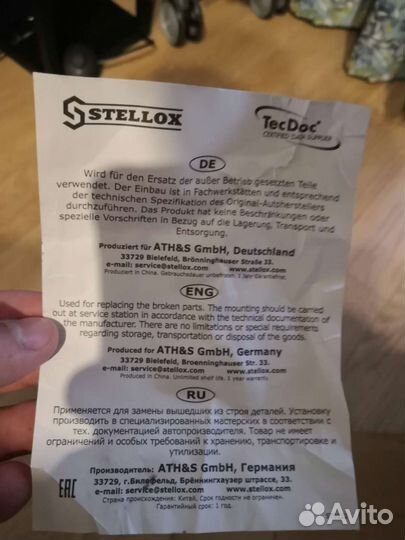 STELLOX
TecDoc
CERTIFIED DATA SUPPLIER
DE
Wird für den Ersatz der außer Betrieb gesetzten Teile
verwendet. Der Einbau ist in Fachwerkstätten und entsprechend
der technischen Spezifikation des Original-Autoherstellers
durchzuführen. Das Produkt hat keine Beschränkungen oder
spezielle Vorschriften in Bezug auf die Lagerung, Transport und
Entsorgung.
Produziert für ATH&S GmbH, Deutschland
33729 Bielefeld, Brönninghauser Straße 33.
e-mail: service@stellox.com www.stellox.com
Produziert in China. Gebrauchsdauer unbefristet. 1 Jahr Garantiefrist.
ENG
Used for replacing the broken parts. The mounting should be carried
out at service station in accordance with the technical documentation of
the manufacturer. There are no limitations or special requirements
regarding storage, transportation or disposal of the goods.
Produced for ATH&S GmbH, Germany
33729 Bielefeld, Broenninghauser Str. 33.
e-mail: service@stellox.com www.stellox.com
Produced in China. Unlimited shelf life. 1 year warranty
RU
Применяется для замены вышедших из строя деталей. Установку
производить в специализированных мастерских в соответствии с
тех. документацией автопроизводителя. Товар не имеет
ограничений и особых требований к хранению, транспортировке и
утилизации.
Производитель: ATH&S GmbH, Германия
33729, г.Билефельд, Брённингхаузер штрассе, 33.
e-mail: service@stellox.com www.stellox.com
Страна происхождения: Китай. Срок годности не ограничен.
Гарантийный срок: 1 год.
EAC
Avito